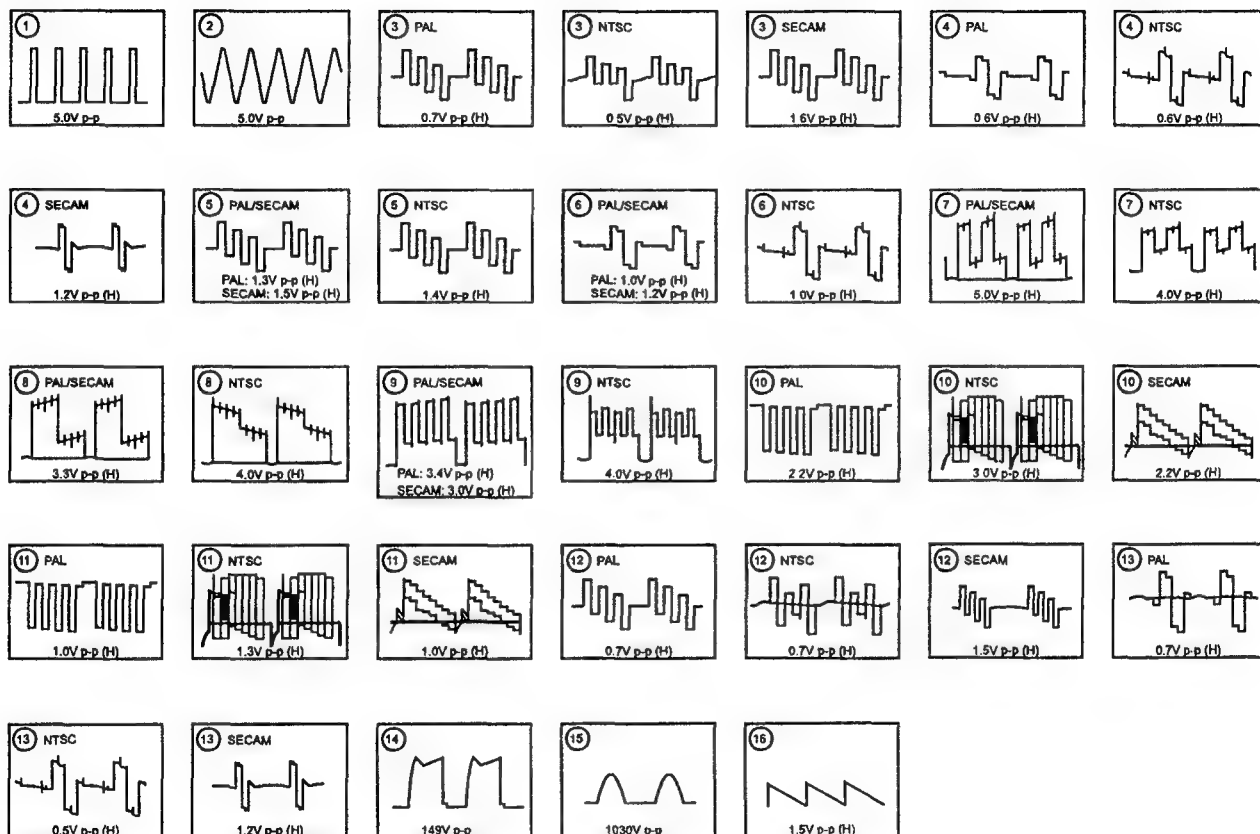 1
5.0V p-p
2
5.0V p-p
3 PAL
0.7V p-p (H)
3 NTSC
0.5V p-p (H)
3 SECAM
1.6V p-p (H)
4 PAL
0.6V p-p (H)
4 NTSC
0.6V p-p (H)
4 SECAM
1.2V p-p (H)
5 PAL/SECAM
PAL: 1.3V p-p (H)
SECAM: 1.5V p-p (H)
5 NTSC
1.4V p-p (H)
6 PAL/SECAM
PAL: 1.0V p-p (H)
SECAM: 1.2V p-p (H)
6 NTSC
1.0V p-p (H)
7 PAL/SECAM
5.0V p-p (H)
7 NTSC
4.0V p-p (H)
8 PAL/SECAM
3.3V p-p (H)
8 NTSC
4.0V p-p (H)
9 PAL/SECAM
PAL: 3.4V p-p (H)
SECAM: 3.0V p-p (H)
9 NTSC
4.0V p-p (H)
10 PAL
2.2V p-p (H)
10 NTSC
3.0V p-p (H)
10 SECAM
2.2V p-p (H)
11 PAL
1.0V p-p (H)
11 NTSC
1.3V p-p (H)
11 SECAM
1.0V p-p (H)
12 PAL
0.7V p-p (H)
12 NTSC
0.7V p-p (H)
12 SECAM
1.5V p-p (H)
13 PAL
0.7V p-p (H)
13 NTSC
0.5V p-p (H)
13 SECAM
1.2V p-p (H)
14
149V p-p
15
1030V p-p
16
1.5V p-p (H)